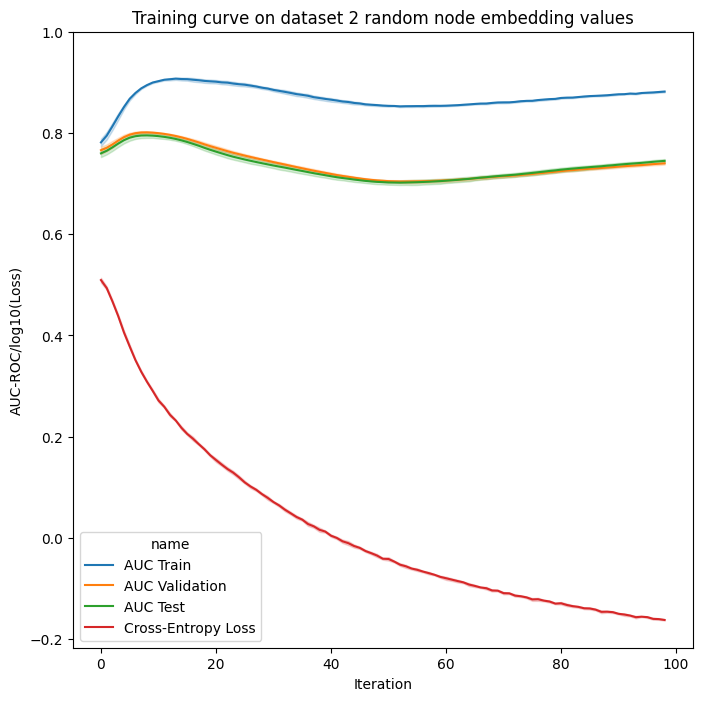 Training curve on dataset 2 random node embedding values
AUC-ROC/log10(Loss)
1.0
0.8
0.6
0.4
0.2
0.0
−0.2
name
AUC Train
AUC Validation
AUC Test
Cross-Entropy Loss
0 20 40 60 80 100
Iteration